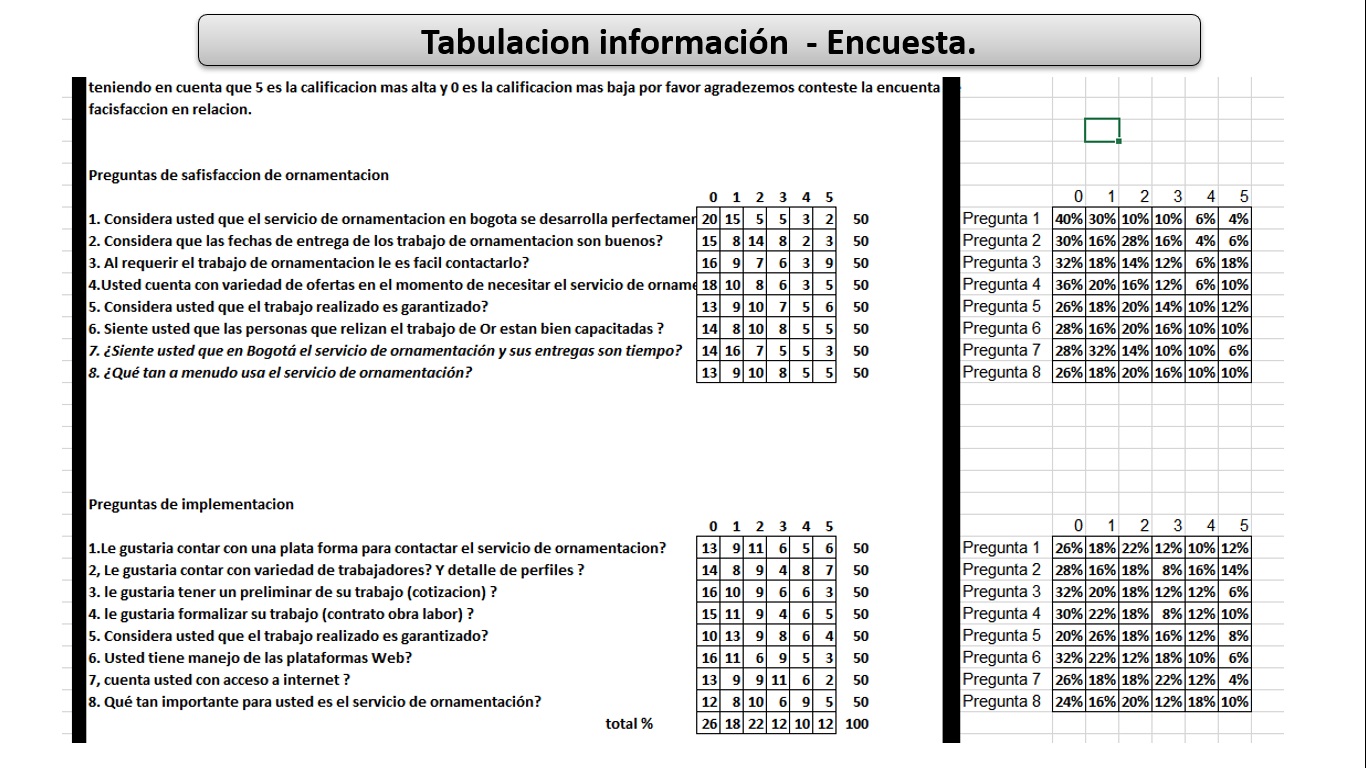 Tabulacion información - Encuesta.
teniendo en cuenta que 5 es la calificacion mas alta y 0 es la calificacion mas baja por favor agradezemos conteste la encuenta
facisfaccion en relacion.
Preguntas de safisfaccion de ornamentacion
0 1 2 3 4 5 0 1 2 3 4 5
1. Considera usted que el servicio de ornamentacion en bogota se desarrolla perfectamer 20 15 5 5 3 2 50 Pregunta 1 40% 30% 10% 10% 6% 4%
2. Considera que las fechas de entrega de los trabajo de ornamentacion son buenos? 15 8 14 8 2 3 50 Pregunta 2 30% 16% 28% 16% 4% 6%
3. Al requerir el trabajo de ornamentacion le es facil contactarlo? 16 9 7 6 3 9 50 Pregunta 3 32% 18% 14% 12% 6% 18%
4.Usted cuenta con variedad de ofertas en el momento de necesitar el servicio de orname 18 10 8 6 3 5 50 Pregunta 4 36% 20% 16% 12% 6% 10%
5. Considera usted que el trabajo realizado es garantizado? 13 9 10 7 5 6 50 Pregunta 5 26% 18% 20% 14% 10% 12%
6. Siente usted que las personas que relizan el trabajo de Or estan bien capacitadas ? 14 8 10 8 5 5 50 Pregunta 6 28% 16% 20% 16% 10% 10%
7. ¿Siente usted que en Bogotá el servicio de ornamentación y sus entregas son tiempo? 14 16 7 5 5 3 50 Pregunta 7 28% 32% 14% 10% 10% 6%
8. ¿Qué tan a menudo usa el servicio de ornamentación? 13 9 10 8 5 5 50 Pregunta 8 26% 18% 20% 16% 10% 10%
Preguntas de implementacion
0 1 2 3 4 5 0 1 2 3 4 5
1.Le gustaria contar con una plata forma para contactar el servicio de ornamentacion? 13 9 11 6 5 6 50 Pregunta 1 26% 18% 22% 12% 10% 12%
2, Le gustaria contar con variedad de trabajadores? Y detalle de perfiles ? 14 8 9 4 8 7 50 Pregunta 2 28% 16% 18% 8% 16% 14%
3. le gustaria tener un preliminar de su trabajo (cotizacion) ? 16 10 9 6 6 3 50 Pregunta 3 32% 20% 18% 12% 12% 6%
4. le gustaria formalizar su trabajo (contrato obra labor) ? 15 11 9 4 6 5 50 Pregunta 4 30% 22% 18% 8% 12% 10%
5. Considera usted que el trabajo realizado es garantizado? 10 13 9 8 6 4 50 Pregunta 5 20% 26% 18% 16% 12% 8%
6. Usted tiene manejo de las plataformas Web? 16 11 6 9 5 3 50 Pregunta 6 32% 22% 12% 18% 10% 6%
7, cuenta usted con acceso a internet ? 13 9 9 11 6 2 50 Pregunta 7 26% 18% 18% 22% 12% 4%
8. Qué tan importante para usted es el servicio de ornamentación? 12 8 10 6 9 5 50 Pregunta 8 24% 16% 20% 12% 18% 10%
total % 26 18 22 12 10 12 100